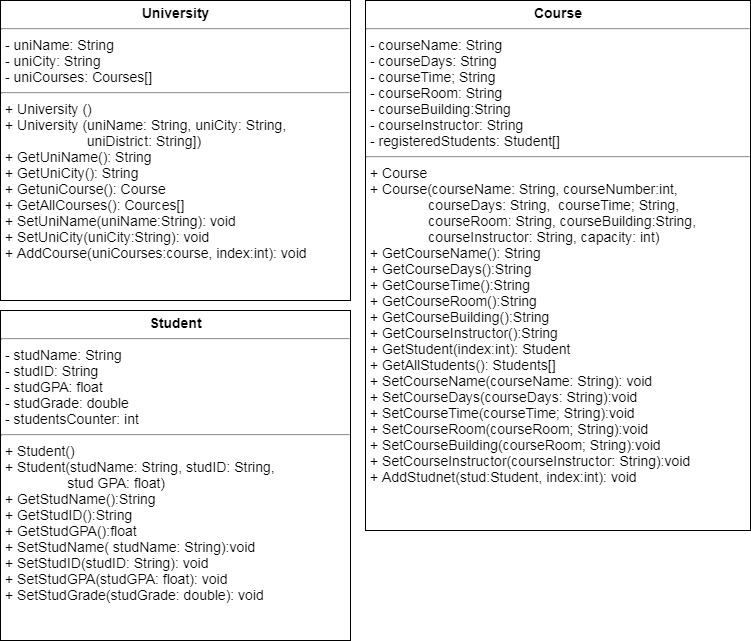 University
- uniName: String
- uniCity: String
- uniCourses: Courses[]
+ University ()
+ University (uniName: String, uniCity: String,
uniDistrict: String])
+ GetUniName(): String
+ GetUniCity(): String
+ GetuniCourse(): Course
+ GetAllCourses(): Cources[]
+ SetUniName(uniName:String): void
+ SetUniCity(uniCity:String): void
+ AddCourse(uniCourses:course, index:int): void
Student
- studName: String
- studID: String
- studGPA: float
- studGrade: double
- studentsCounter: int
+ Student()
+ Student(studName: String, studID: String,
stud GPA: float)
+ GetStudName():String
+ GetStudID():String
+ GetStudGPA():float
+ SetStudName( studName: String):void
+ SetStudID(studID: String): void
+ SetStudGPA(studGPA: float): void
+ SetStudGrade(studGrade: double): void
Course
- courseName: String
- courseDays: String
- courseTime; String
- courseRoom: String
- courseBuilding:String
- courseInstructor: String
- registeredStudents: Student[]
+ Course
+ Course(courseName: String, courseNumber:int,
courseDays: String, courseTime; String,
courseRoom: String, courseBuilding:String,
courseInstructor: String, capacity: int)
+ GetCourseName(): String
+ GetCourseDays():String
+ GetCourseTime():String
+ GetCourseRoom():String
+ GetCourseBuilding():String
+ GetCourseInstructor():String
+ GetStudent(index:int): Student
+ GetAllStudents(): Students[]
+ SetCourseName(courseName: String): void
+ SetCourseDays(courseDays: String):void
+ SetCourseTime(courseTime; String):void
+ SetCourseRoom(courseRoom; String):void
+ SetCourseBuilding(courseRoom; String):void
+ SetCourseInstructor(courseInstructor: String):void
+ AddStudnet(stud:Student, index:int): void